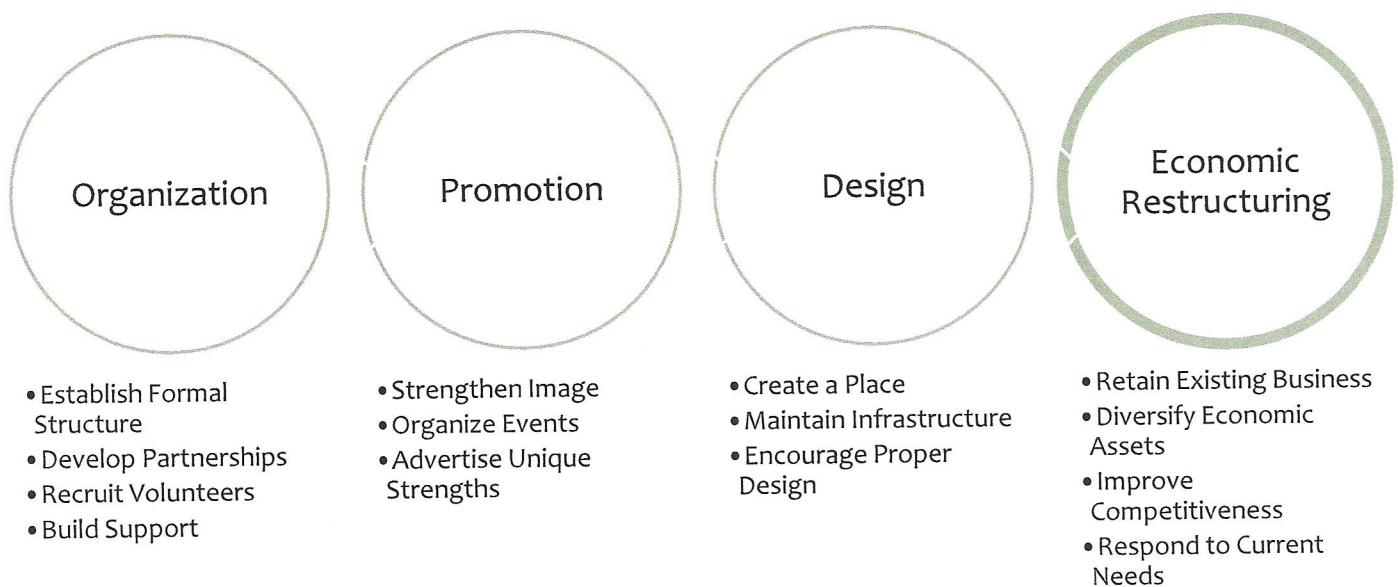 Organization
• Establish Formal
Structure
• Develop Partnerships
• Recruit Volunteers
• Build Support
Promotion
• Strengthen Image
• Organize Events
• Advertise Unique
Strengths
Design
• Create a Place
• Maintain Infrastructure
• Encourage Proper
Design
Economic
Restructuring
• Retain Existing Business
• Diversify Economic
Assets
• Improve
Competitiveness
• Respond to Current
Needs